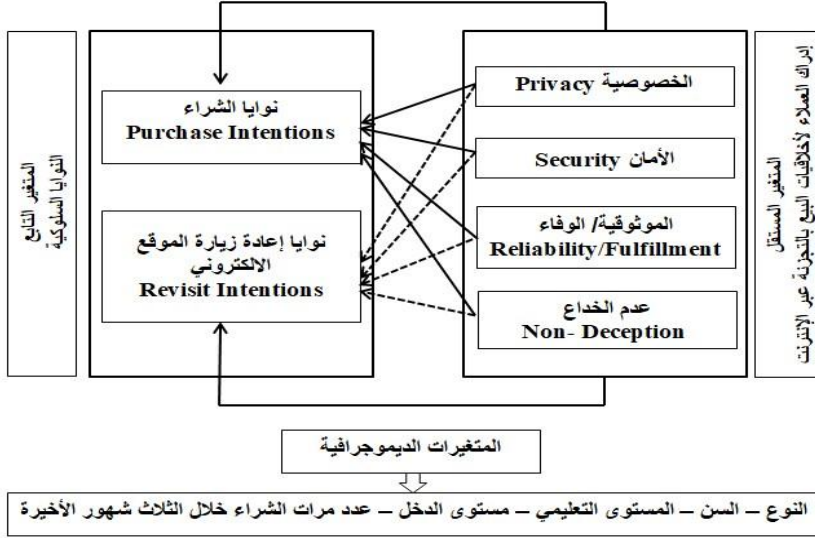 المتغير المستقل
إدراك العملاء لأخلاقيات البيع بالتجزئة عبر الإنترنت
الخصوصية Privacy
الأمان Security
الموثوقية/ الوفاء
Reliability/Fulfillment
عدم الخداع
Non- Deception
نوايا الشراء
Purchase Intentions
نوايا إعادة زيارة الموقع
الالكتروني
Revisit Intentions
المتغير التابع
النوايا السلوكية
المتغيرات الديموجرافية
النوع – السن – المستوى التعليمي – مستوى الدخل – عدد مرات الشراء خلال الثلاث شهور الأخيرة